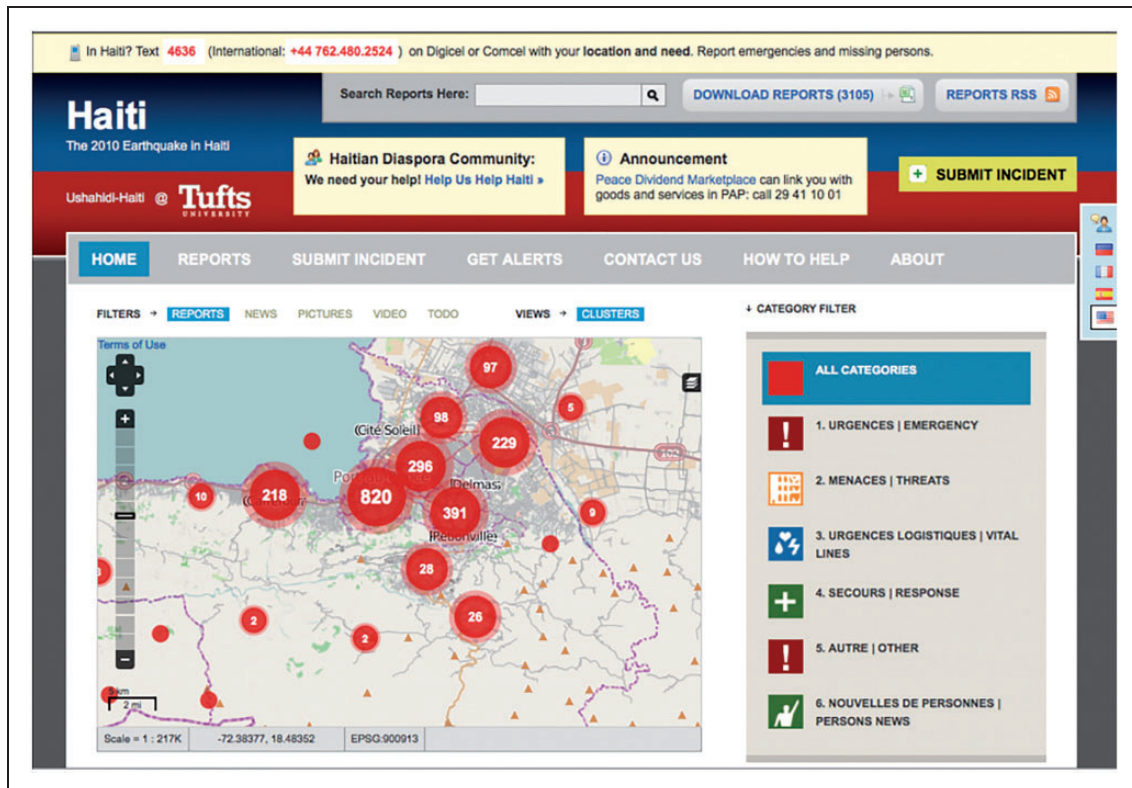 In Haiti? Text 4636 (International: +44 762.480.2524 ) on Digicel or Comcel with your location and need. Report emergencies and missing persons.
Search Reports Here:
DOWNLOAD REPORTS (3105)
REPORTS RSS
Haiti
The 2010 Earthquake in Haiti
Haitian Diaspora Community:
We need your help! Help Us Help Haiti »
Announcement
Peace Dividend Marketplace can link you with
goods and services in PAP: call 29 41 10 01
+ SUBMIT INCIDENT
Ushahidi-Haiti @ Tufts
UNIVERSITY
HOME REPORTS SUBMIT INCIDENT GET ALERTS CONTACT US HOW TO HELP ABOUT
FILTERS → REPORTS NEWS PICTURES VIDEO TODO VIEWS → CLUSTERS
↓ CATEGORY FILTER
Terms of Use
97
5
98
(Cité Soleil)
229
296
820
(Delmas)
10
218
391
9
28
2
26
2
5 km
2 mi
Scale = 1 : 217K -72.38377, 18.48352 EPSG:900913
ALL CATEGORIES
1. URGENCES | EMERGENCY
2. MENACES | THREATS
3. URGENCES LOGISTIQUES | VITAL
LINES
4. SECOURS | RESPONSE
5. AUTRE | OTHER
6. NOUVELLES DE PERSONNES |
PERSONS NEWS